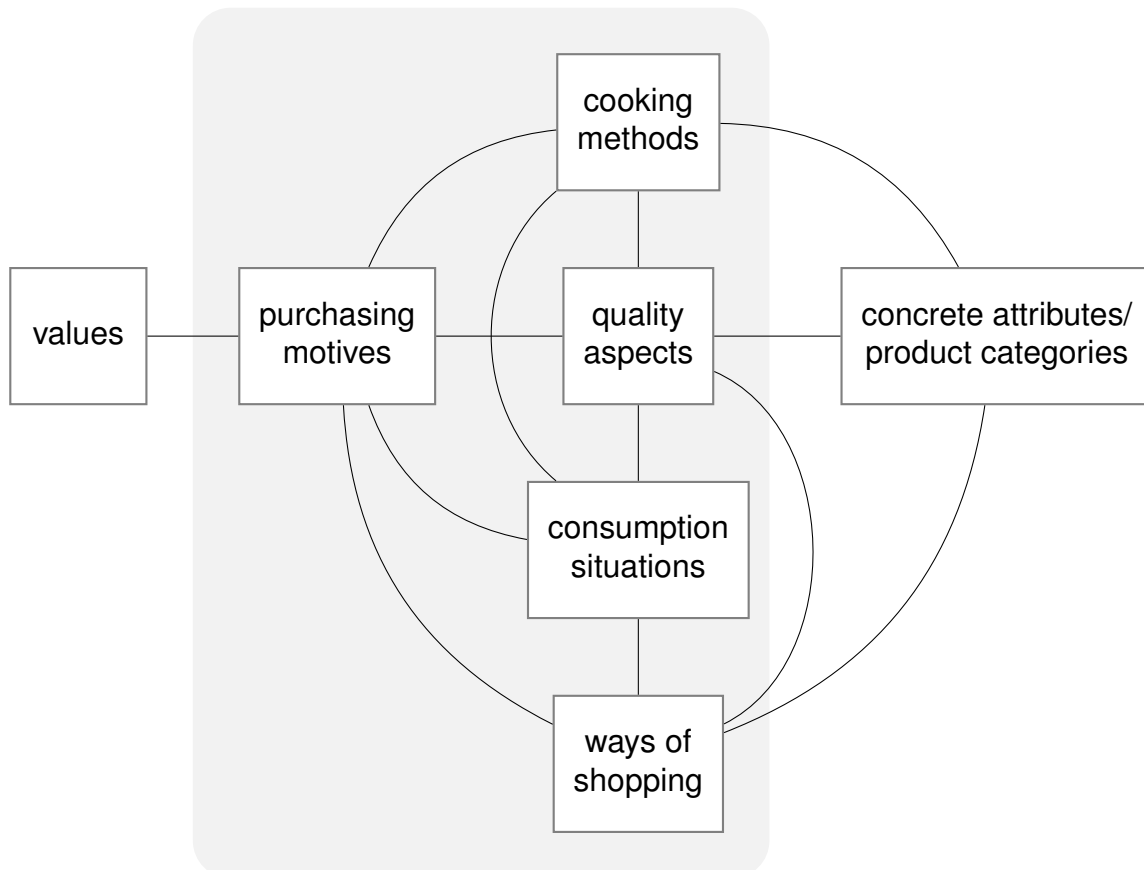 cooking
methods
values
purchasing
motives
quality
aspects
concrete attributes/
product categories
consumption
situations
ways of
shopping